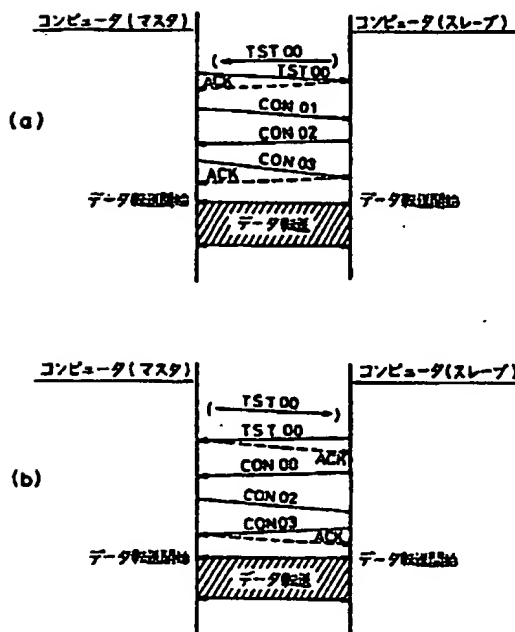 コンピュータ(マスタ) コンピュータ(スレーブ)
(a)
( TST 00 )
TST 00
ACK
CON 01
CON 02
CON 03
ACK
データ転送開始 データ転送開始
データ転送
コンピュータ(マスタ) コンピュータ(スレーブ)
(b)
( TST 00 )
TST 00
ACK
CON 00
CON 02
CON 03
ACK
データ転送開始 データ転送開始
データ転送